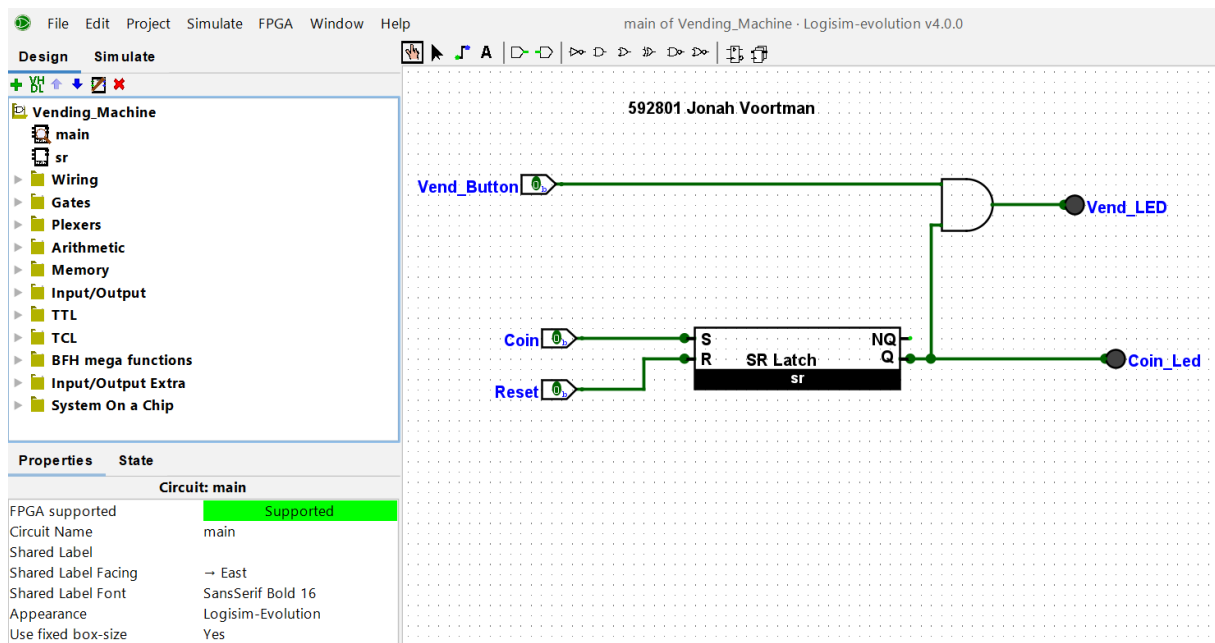 File Edit Project Simulate FPGA Window Help main of Vending_Machine · Logisim-evolution v4.0.0
Design Simulate
A
VHDL
Vending_Machine
main
sr
Wiring
Gates
Plexers
Arithmetic
Memory
Input/Output
TTL
TCL
BFH mega functions
Input/Output Extra
System On a Chip
Properties State
Circuit: main
FPGA supported Supported
Circuit Name main
Shared Label
Shared Label Facing → East
Shared Label Font SansSerif Bold 16
Appearance Logisim-Evolution
Use fixed box-size Yes
592801 Jonah Voortman
Vend_Button 0b
Vend_LED
Coin 0b
S NQ
R SR Latch Q
sr
Coin_Led
Reset 0b